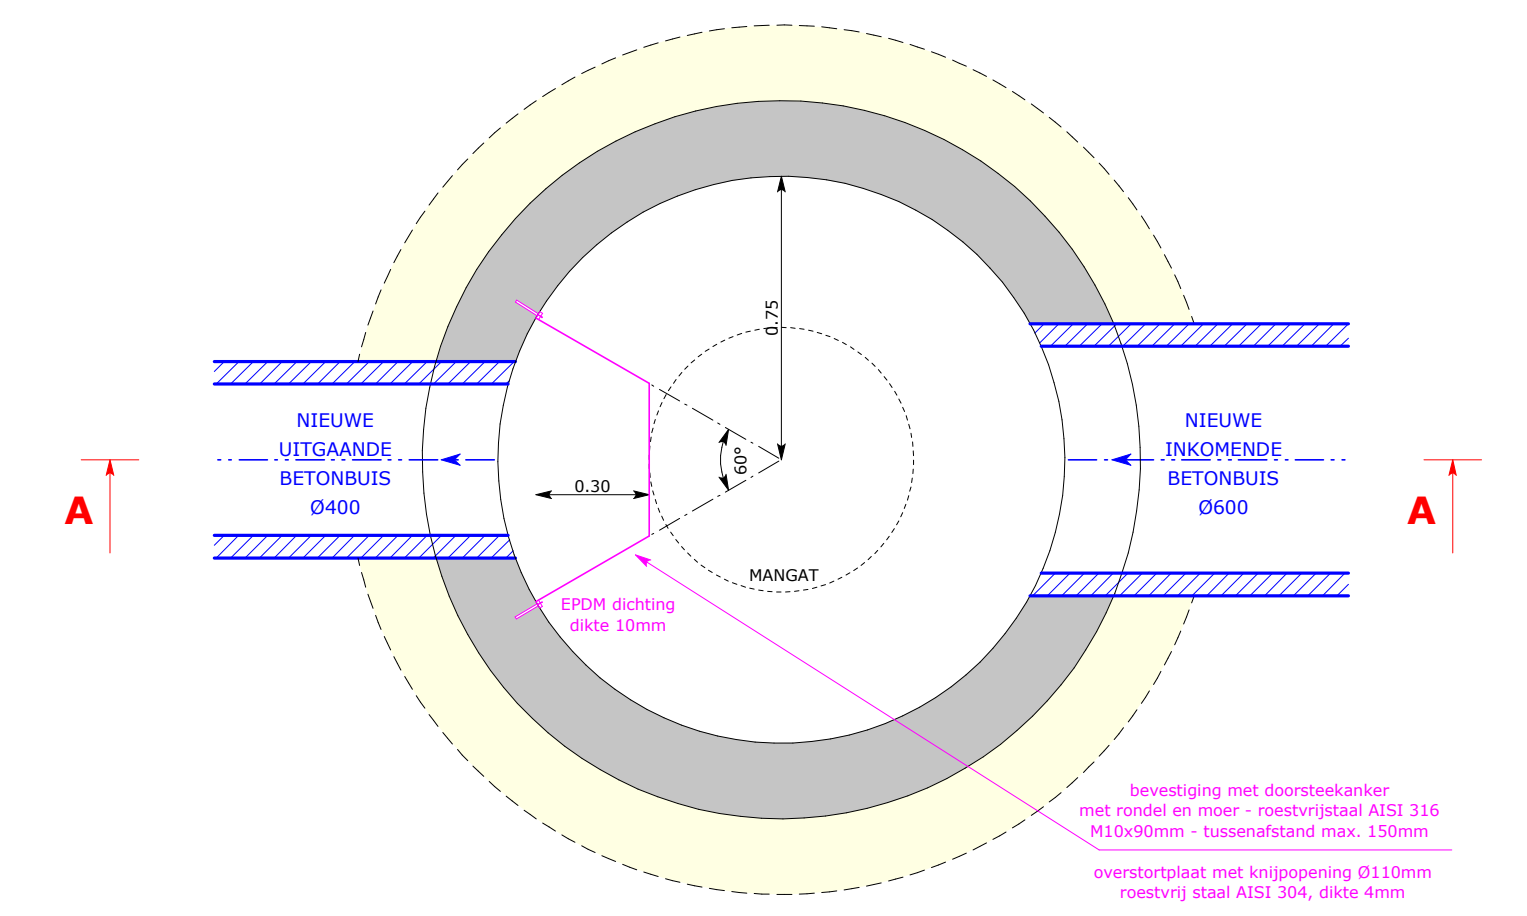 0.75
NIEUWE
UITGAANDE
BETONBUIS
Ø400
NIEUWE
INKOMENDE
BETONBUIS
Ø600
A
A
60°
0.30
MANGAT
EPDM dichting
dikte 10mm
bevestiging met doorsteekanker
met rondel en moer - roestvrijstaal AISI 316
M10x90mm - tussenafstand max. 150mm
overstortplaat met knijpopening Ø110mm
roestvrij staal AISI 304, dikte 4mm